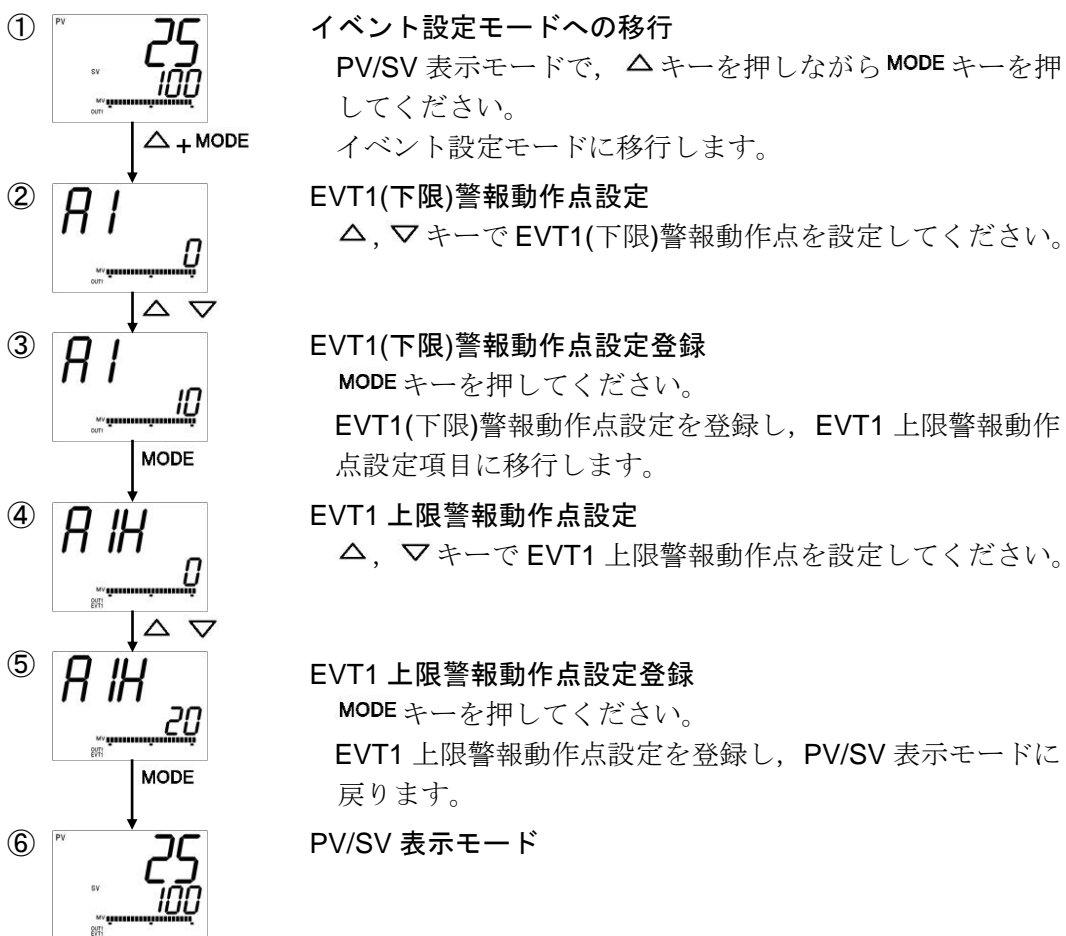 ① PV 25 イベント設定モードへの移行
SV 100 PV/SV 表示モードで，△キーを押しながら MODE キーを押
MV してください。
OUT1
△ + MODE イベント設定モードに移行します。
② A1 EVT1(下限)警報動作点設定
0 △，▽ キーで EVT1(下限)警報動作点を設定してください。
MV
OUT1
△ ▽
③ A1 EVT1(下限)警報動作点設定登録
10 MODE キーを押してください。
MV EVT1(下限)警報動作点設定を登録し，EVT1 上限警報動作
OUT1
MODE 点設定項目に移行します。
④ A1H EVT1 上限警報動作点設定
0 △，▽キーで EVT1 上限警報動作点を設定してください。
MV
OUT1
EVT1
△ ▽
⑤ A1H EVT1 上限警報動作点設定登録
20 MODE キーを押してください。
MV EVT1 上限警報動作点設定を登録し，PV/SV 表示モードに
OUT1
EVT1
MODE 戻ります。
⑥ PV 25 PV/SV 表示モード
SV 100
MV
OUT1
EVT1